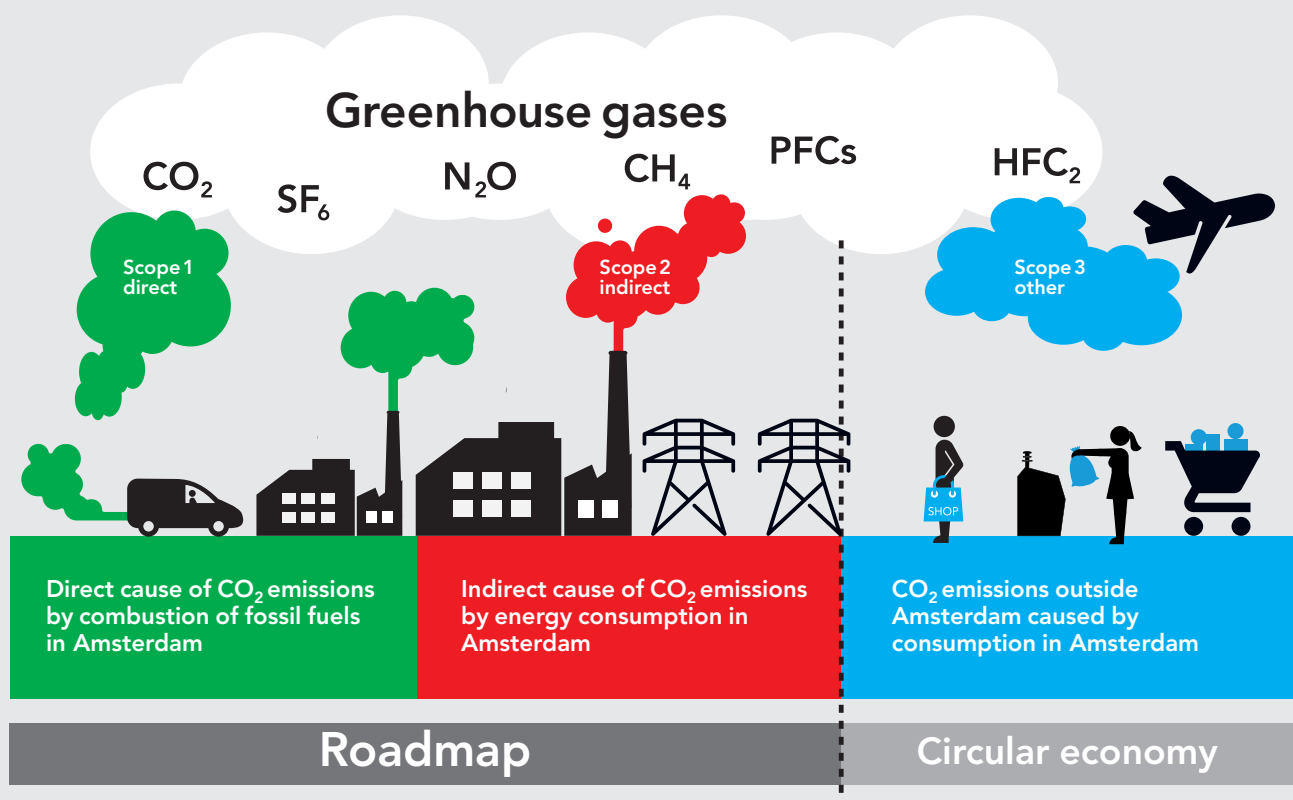 Greenhouse gases
CO₂
SF₆
N₂O
CH₄
PFCs
HFC₂
Scope 1
direct
Scope 2
indirect
Scope 3
other
SHOP
Direct cause of CO₂ emissions
by combustion of fossil fuels
in Amsterdam
Indirect cause of CO₂ emissions
by energy consumption in
Amsterdam
CO₂ emissions outside
Amsterdam caused by
consumption in Amsterdam
Roadmap
Circular economy